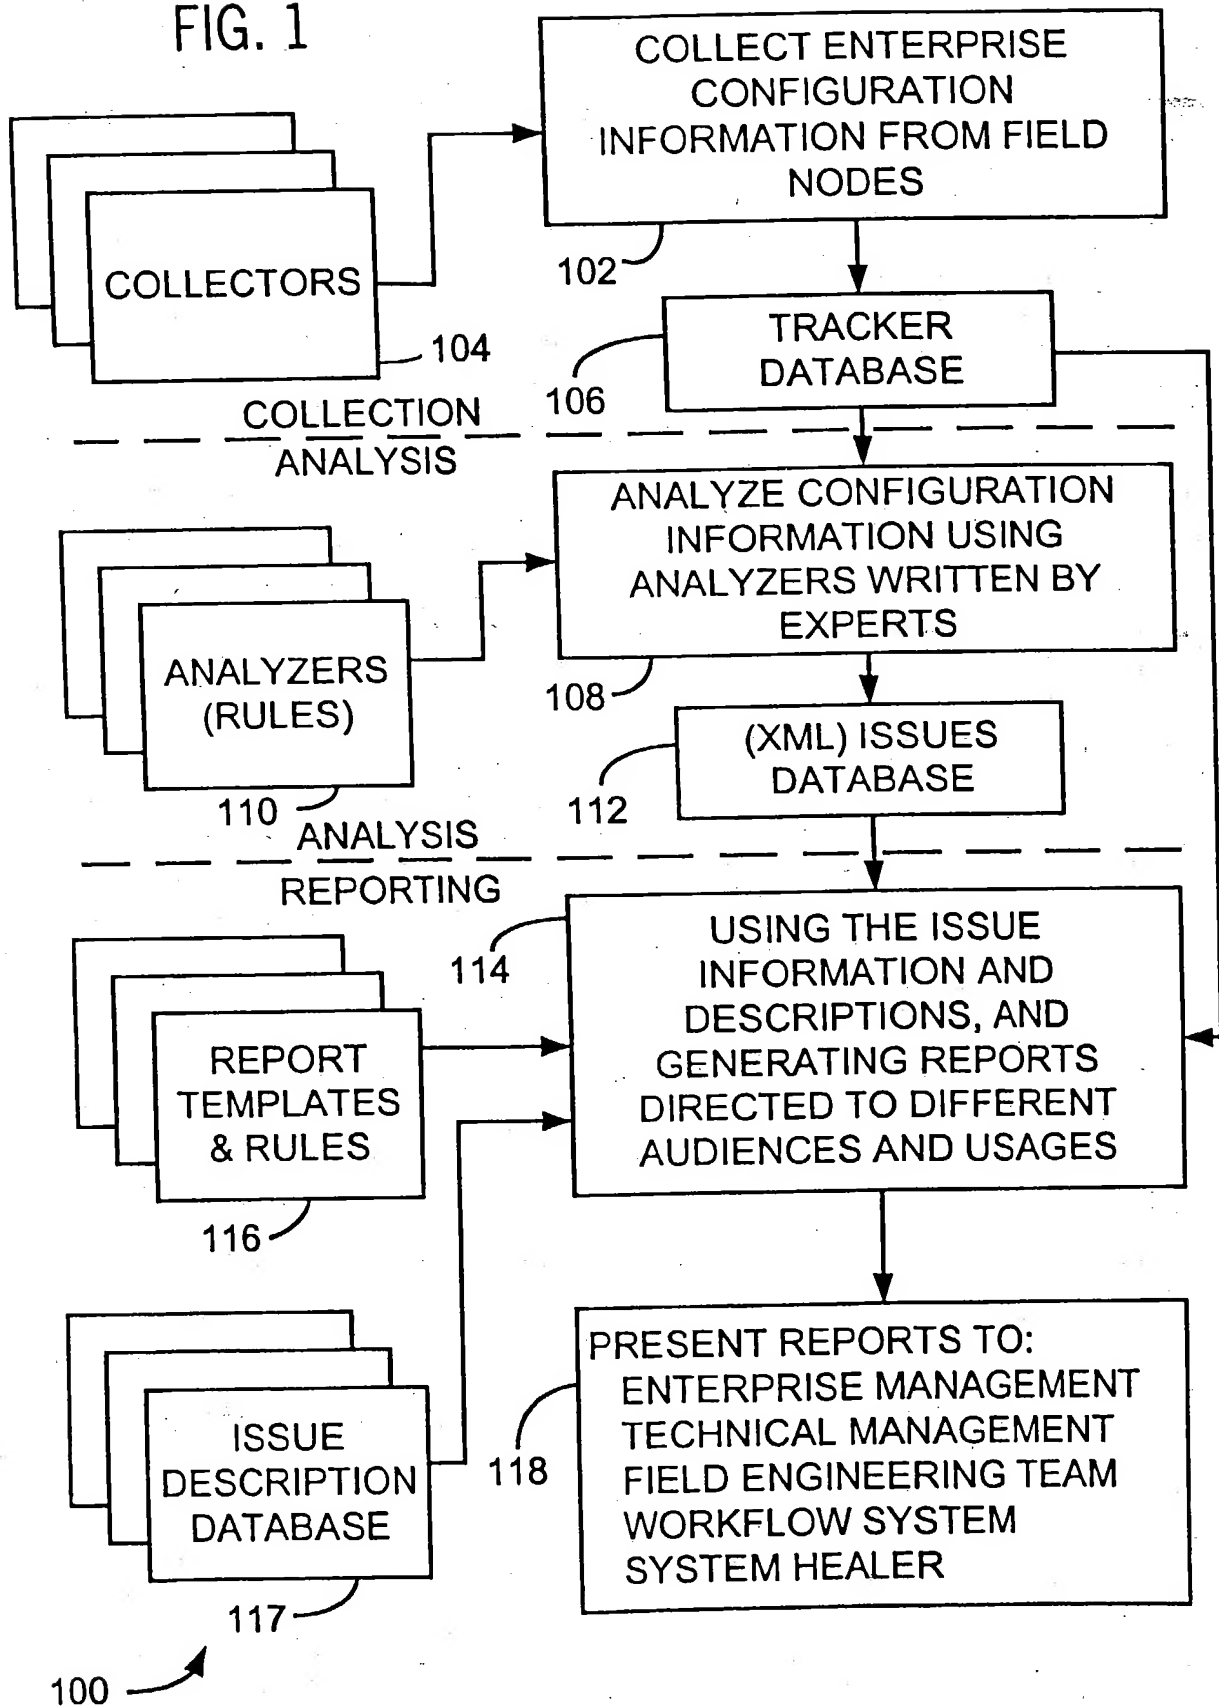 FIG. 1
COLLECT ENTERPRISE
CONFIGURATION
INFORMATION FROM FIELD
NODES
102
COLLECTORS
104
TRACKER
DATABASE
106
COLLECTION
ANALYSIS
ANALYZE CONFIGURATION
INFORMATION USING
ANALYZERS WRITTEN BY
EXPERTS
108
ANALYZERS
(RULES)
110
(XML) ISSUES
DATABASE
112
ANALYSIS
REPORTING
114
USING THE ISSUE
INFORMATION AND
DESCRIPTIONS, AND
GENERATING REPORTS
DIRECTED TO DIFFERENT
AUDIENCES AND USAGES
REPORT
TEMPLATES
& RULES
116
ISSUE
DESCRIPTION
DATABASE
117
PRESENT REPORTS TO:
ENTERPRISE MANAGEMENT
TECHNICAL MANAGEMENT
FIELD ENGINEERING TEAM
WORKFLOW SYSTEM
SYSTEM HEALER
118
100